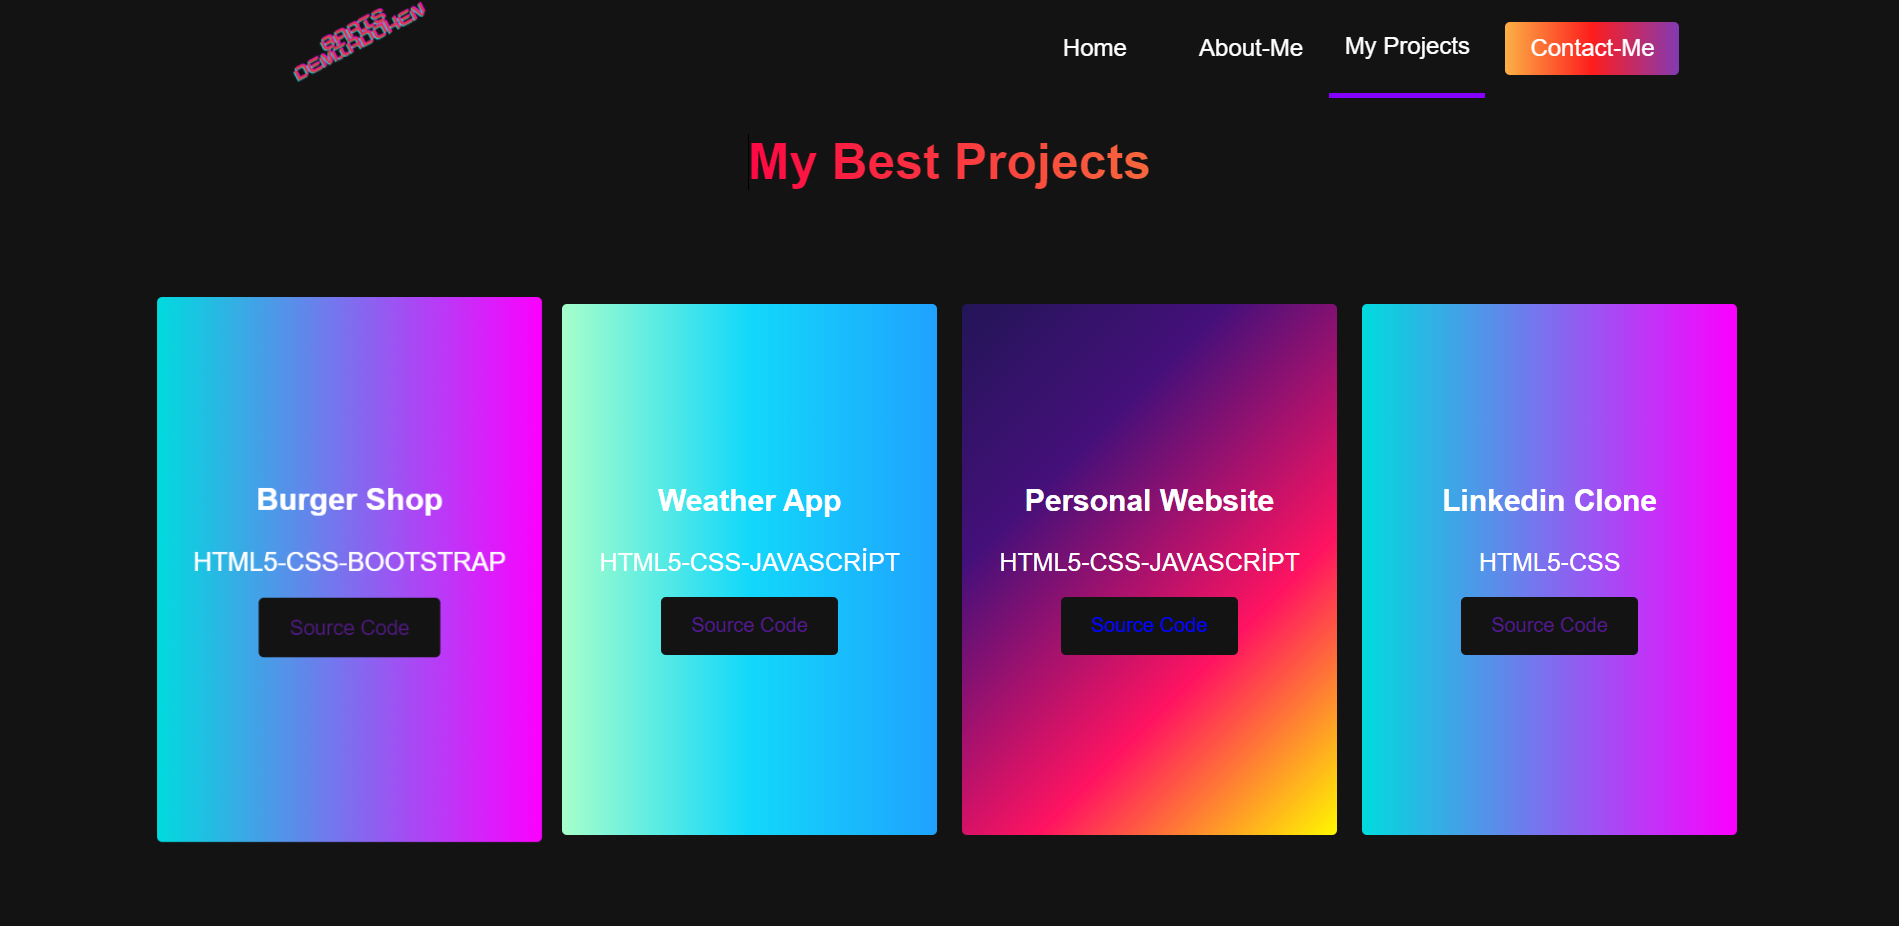 Home About-Me My Projects Contact-Me
My Best Projects
Burger Shop
HTML5-CSS-BOOTSTRAP
Source Code
Weather App
HTML5-CSS-JAVASCRİPT
Source Code
Personal Website
HTML5-CSS-JAVASCRİPT
Source Code
Linkedin Clone
HTML5-CSS
Source Code